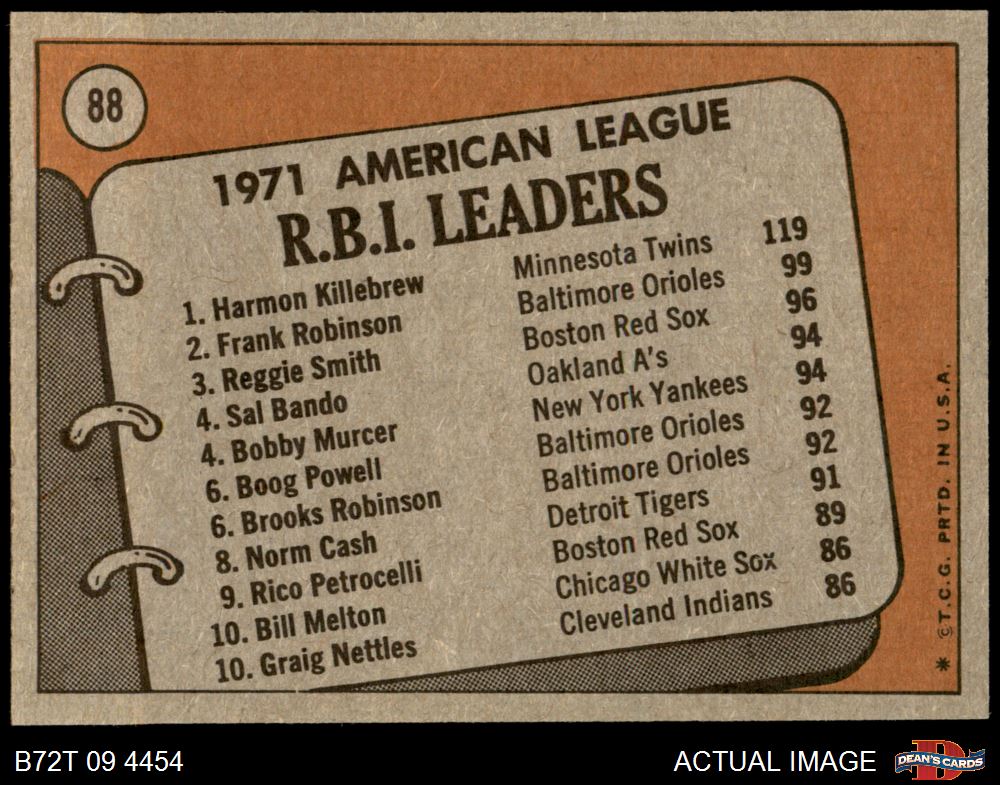 88
1971 AMERICAN LEAGUE
R.B.I. LEADERS
1. Harmon Killebrew Minnesota Twins 119
2. Frank Robinson Baltimore Orioles 99
3. Reggie Smith Boston Red Sox 96
4. Sal Bando Oakland A's 94
4. Bobby Murcer New York Yankees 94
6. Boog Powell Baltimore Orioles 92
6. Brooks Robinson Baltimore Orioles 92
8. Norm Cash Detroit Tigers 91
9. Rico Petrocelli Boston Red Sox 89
10. Bill Melton Chicago White Sox 86
10. Graig Nettles Cleveland Indians 86
* © T.C.G. PRTD. IN U.S.A.
B72T 09 4454
ACTUAL IMAGE
DEAN'S CARDS